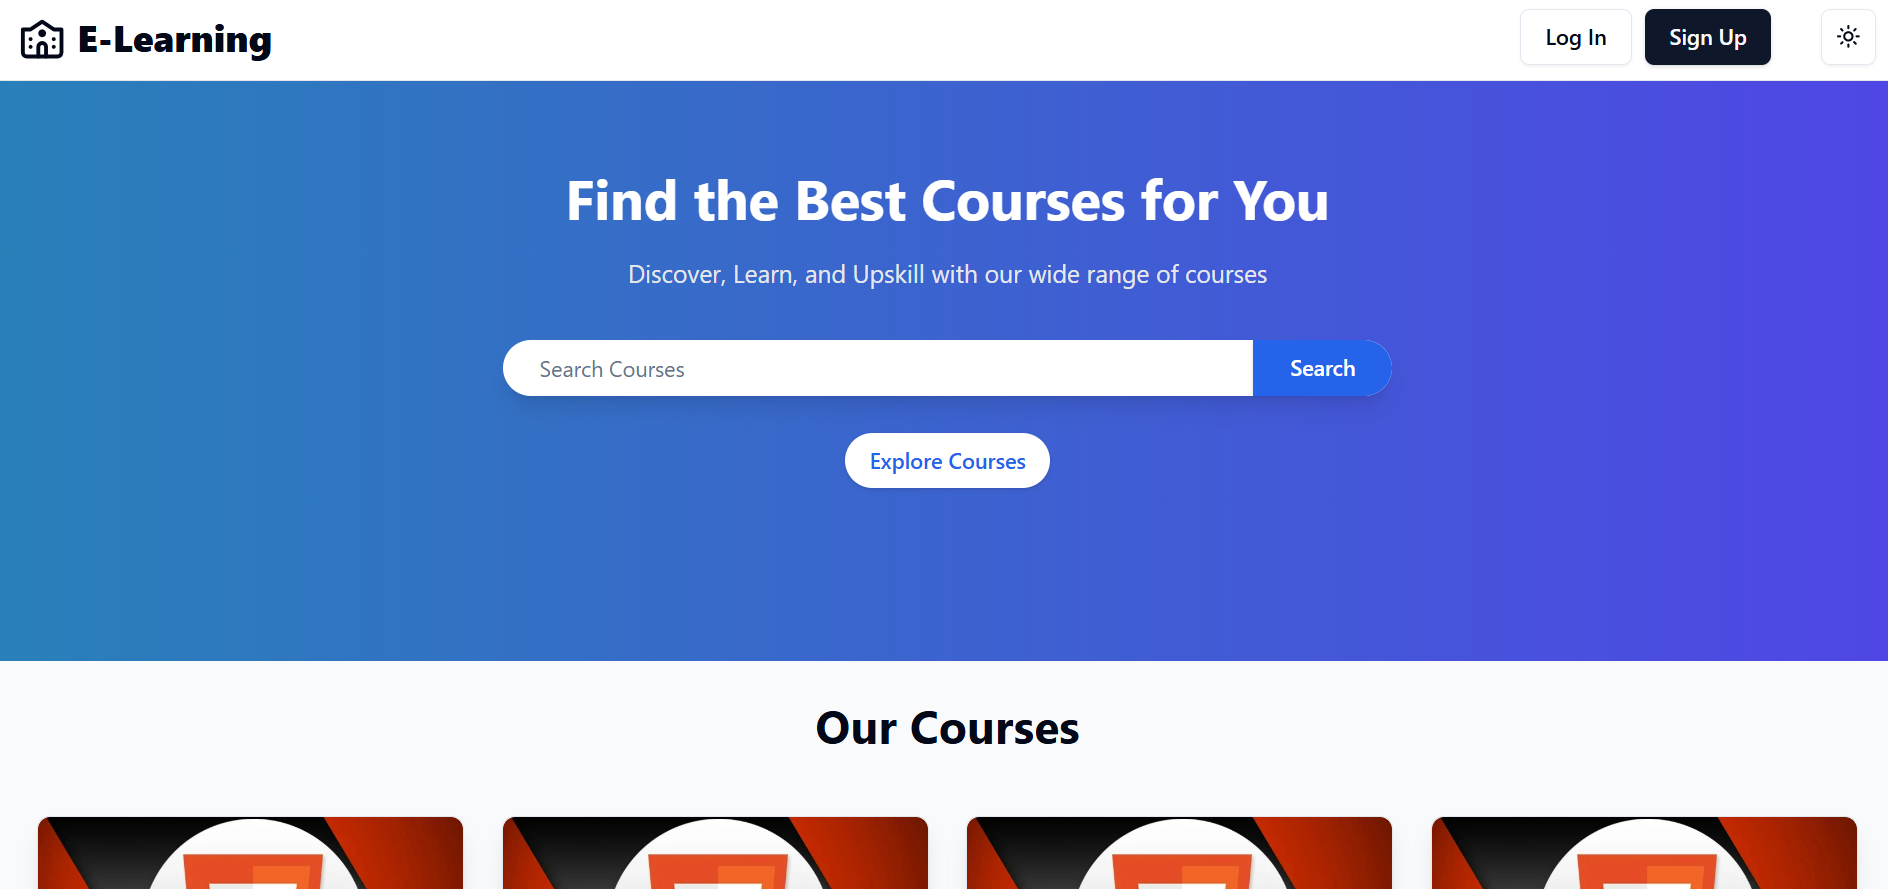 E-Learning
Log In
Sign Up
Find the Best Courses for You
Discover, Learn, and Upskill with our wide range of courses
Search Courses
Search
Explore Courses
Our Courses